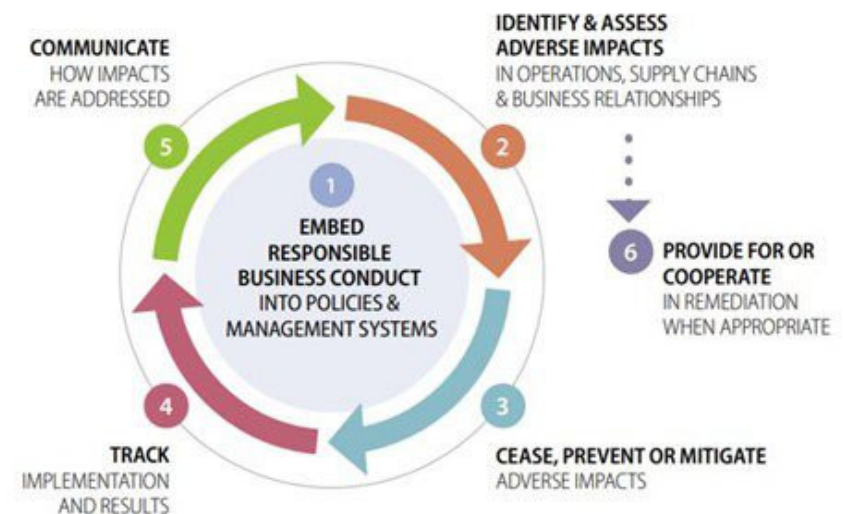 1
EMBED
RESPONSIBLE
BUSINESS CONDUCT
INTO POLICIES &
MANAGEMENT SYSTEMS
2
IDENTIFY & ASSESS
ADVERSE IMPACTS
IN OPERATIONS, SUPPLY CHAINS
& BUSINESS RELATIONSHIPS
3
CEASE, PREVENT OR MITIGATE
ADVERSE IMPACTS
4
TRACK
IMPLEMENTATION
AND RESULTS
5
COMMUNICATE
HOW IMPACTS
ARE ADDRESSED
6
PROVIDE FOR OR
COOPERATE
IN REMEDIATION
WHEN APPROPRIATE